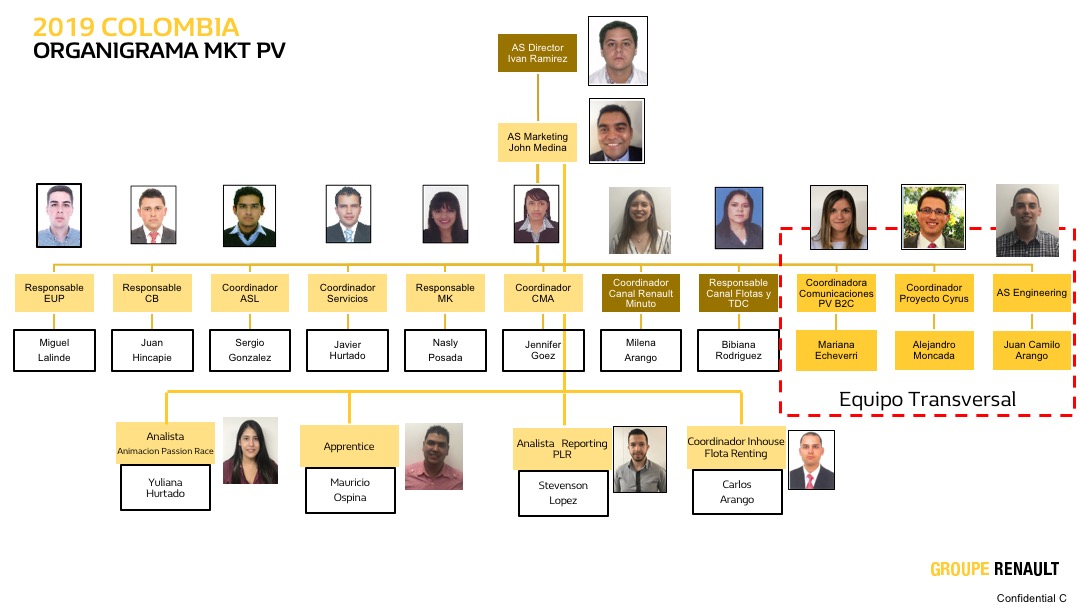 2019 COLOMBIA
ORGANIGRAMA MKT PV
AS Director
Ivan Ramirez
AS Marketing
John Medina
Responsable
EUP
Responsable
CB
Coordinador
ASL
Coordinador
Servicios
Responsable
MK
Coordinador
CMA
Coordinador
Canal Renault
Minuto
Responsable
Canal Flotas y
TDC
Coordinadora
Comunicaciones
PV B2C
Coordinador
Proyecto Cyrus
AS Engineering
Miguel
Lalinde
Juan
Hincapie
Sergio
Gonzalez
Javier
Hurtado
Nasly
Posada
Jennifer
Goez
Milena
Arango
Bibiana
Rodriguez
Mariana
Echeverri
Alejandro
Moncada
Juan Camilo
Arango
Equipo Transversal
Analista
Animacion Passion Race
Yuliana
Hurtado
Apprentice
Mauricio
Ospina
Analista Reporting
PLR
Stevenson
Lopez
Coordinador Inhouse
Flota Renting
Carlos
Arango
GROUPE RENAULT
Confidential C